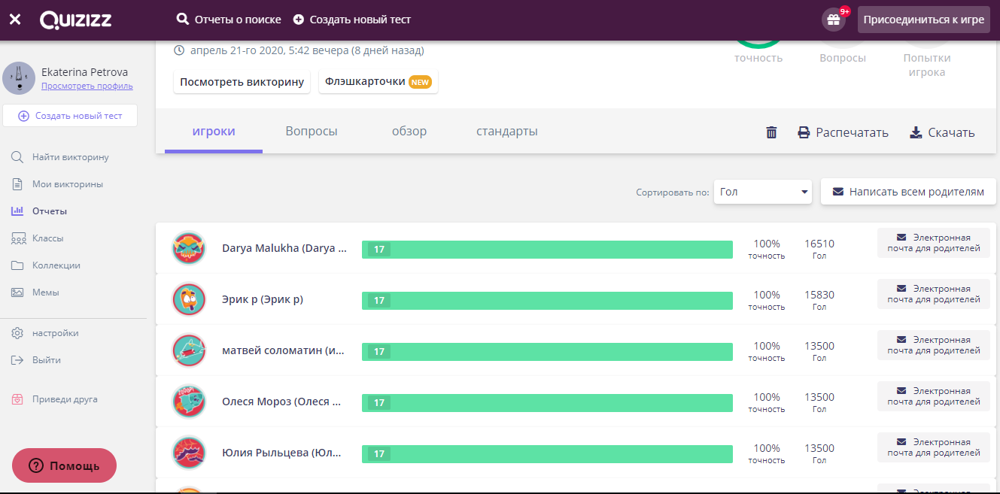 QUIZIZZ
Отчеты о поиске
Создать новый тест
9+
Присоединиться к игре
Ekaterina Petrova
Просмотреть профиль
Создать новый тест
Найти викторину
Мои викторины
Отчеты
Классы
Коллекции
Мемы
настройки
Выйти
Приведи друга
Помощь
апрель 21-го 2020, 5:42 вечера (8 дней назад)
точность
Вопросы
Попытки
игрока
Посмотреть викторину
Флэшкарточки NEW
игроки
Вопросы
обзор
стандарты
Распечатать
Скачать
Сортировать по:
Гол
Написать всем родителям
Darya Malukha (Darya ...
17
100%
точность
16510
Гол
Электронная
почта для родителей
Эрик р (Эрик р)
17
100%
точность
15830
Гол
Электронная
почта для родителей
матвей соломатин (и...
17
100%
точность
13500
Гол
Электронная
почта для родителей
Олеся Мороз (Олеся ...
17
100%
точность
13500
Гол
Электронная
почта для родителей
Юлия Рыльцева (Юл...
17
100%
точность
13500
Гол
Электронная
почта для родителей
Электронная